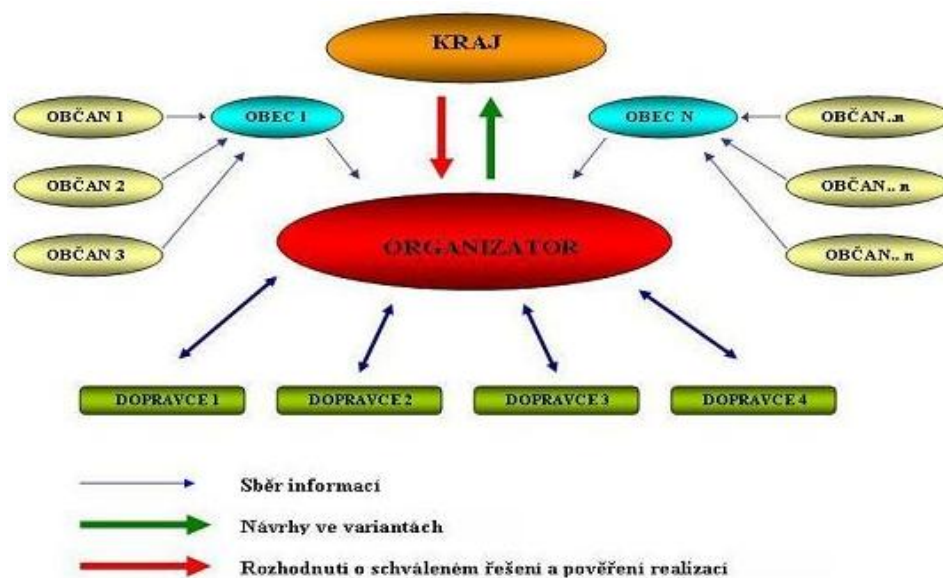 KRAJ
OBČAN 1
OBEC 1
OBEC N
OBČAN..n
OBČAN 2
OBČAN.. n
OBČAN 3
ORGANIZATOR
OBČAN.. n
DOPRAVCE 1
DOPRAVCE 2
DOPRAVCE 3
DOPRAVCE 4
Sběr informací
Návrhy ve variantách
Rozhodnutí o schváleném řešení a pověření realizací